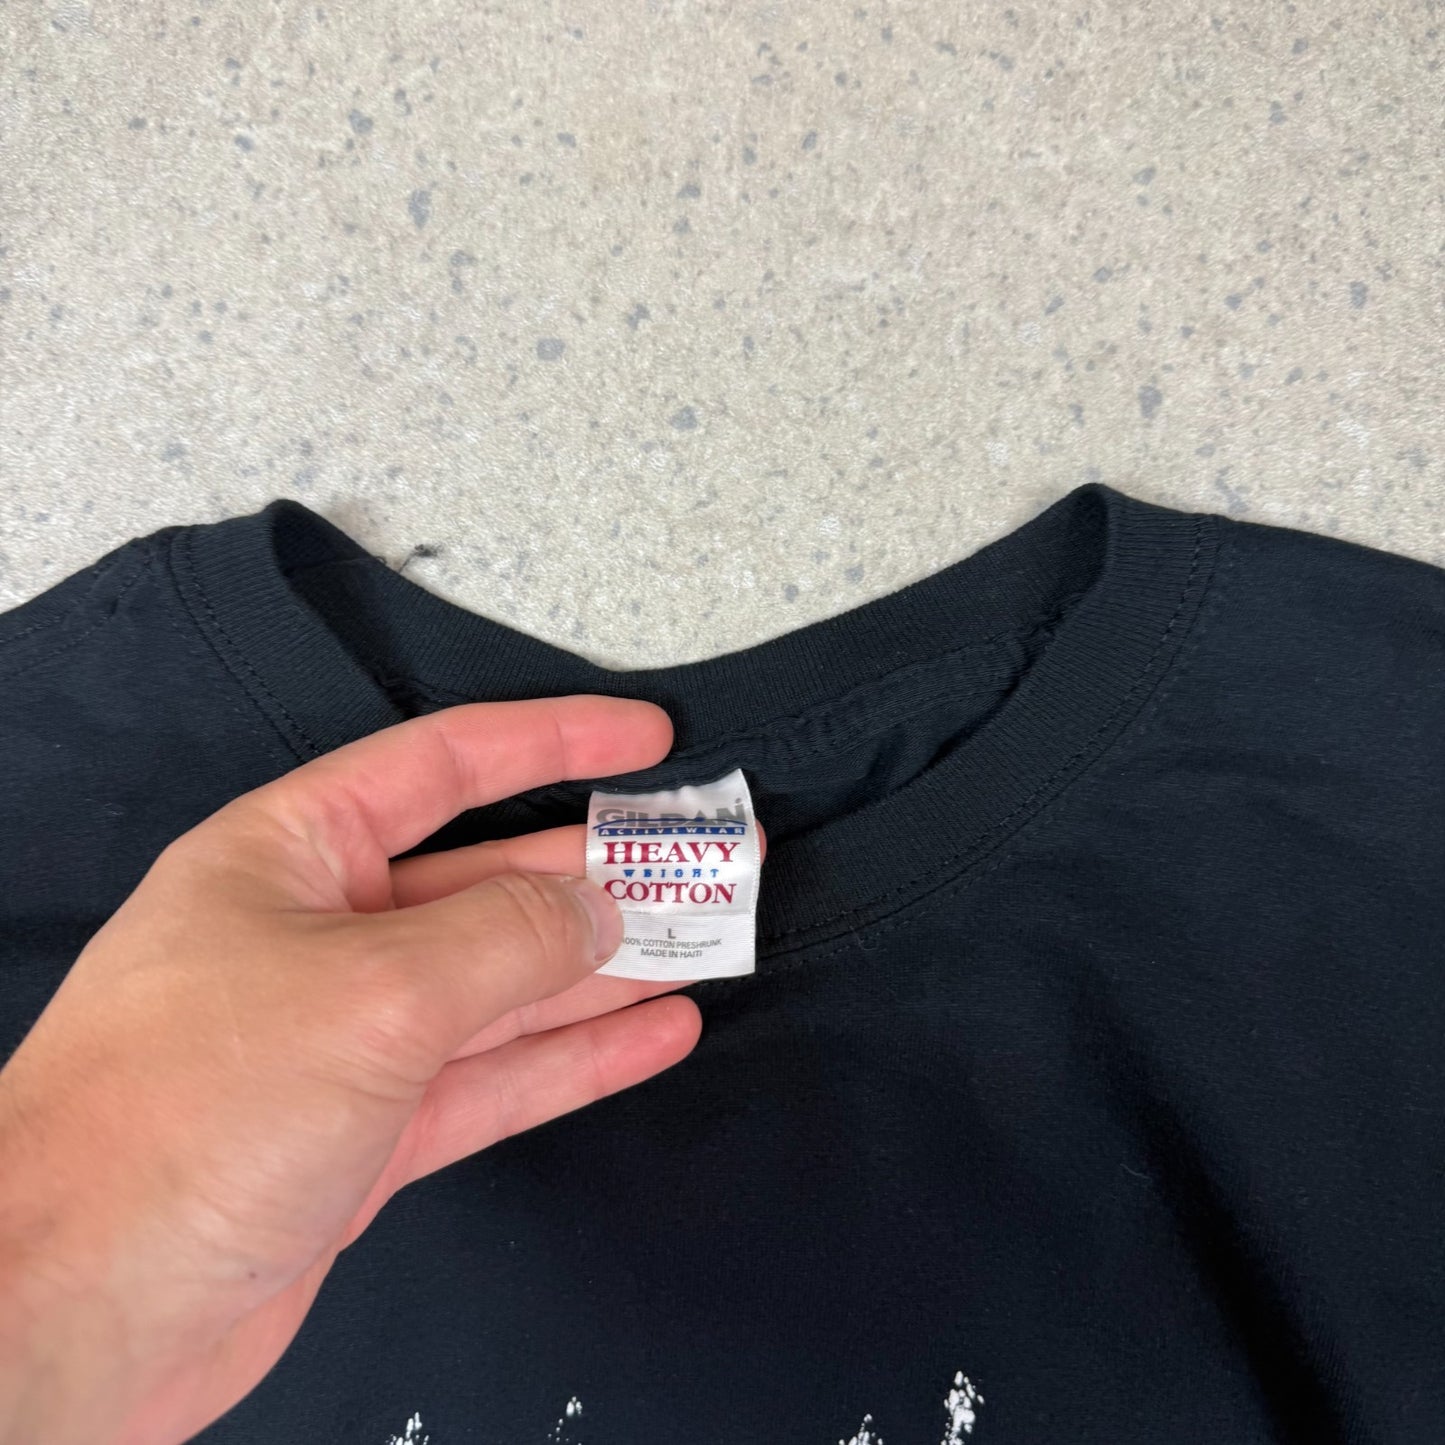 GILDAN
ACTIVEWEAR
HEAVY
WEIGHT
COTTON
L
100% COTTON PRESHRUNK
MADE IN HAITI